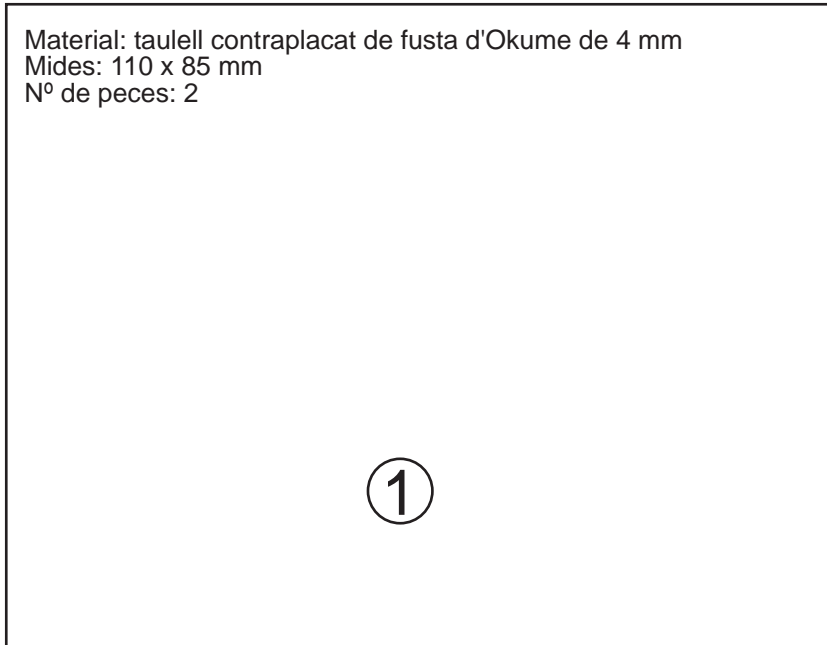 Material: taulell contraplacat de fusta d'Okume de 4 mm
Mides: 110 x 85 mm
Nº de peces: 2
1